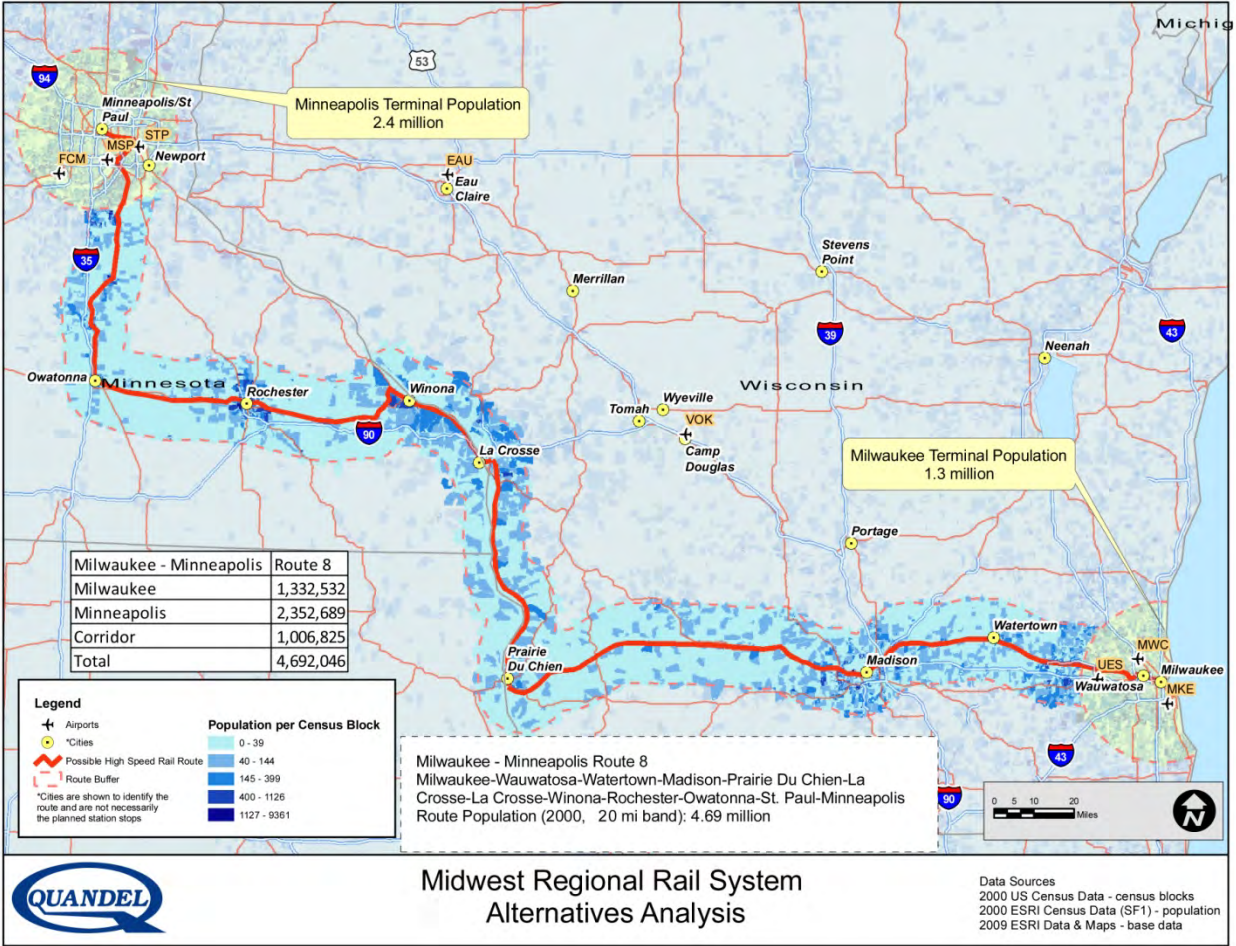 Michig
53
94
Minneapolis/St
Paul
Minneapolis Terminal Population
2.4 million
STP
MSP
FCM
Newport
EAU
Eau
Claire
35
Stevens
Point
Merrillan
39
43
Neenah
Owatonna
Minnesota
Rochester
Winona
Wisconsin
Tomah
Wyeville
90
VOK
Camp
Douglas
La Crosse
Milwaukee Terminal Population
1.3 million
Portage
Milwaukee - Minneapolis Route 8
Milwaukee 1,332,532
Minneapolis 2,352,689
Corridor 1,006,825
Total 4,692,046
Prairie
Du Chien
Madison
Watertown
MWC
UES
Milwaukee
Wauwatosa
MKE
43
90
Legend
Airports
*Cities
Possible High Speed Rail Route
Route Buffer
*Cities are shown to identify the
route and are not necessarily
the planned station stops
Population per Census Block
0 - 39
40 - 144
145 - 399
400 - 1126
1127 - 9361
Milwaukee - Minneapolis Route 8
Milwaukee-Wauwatosa-Watertown-Madison-Prairie Du Chien-La
Crosse-La Crosse-Winona-Rochester-Owatonna-St. Paul-Minneapolis
Route Population (2000, 20 mi band): 4.69 million
0 5 10 20
Miles
N
QUANDEL
Midwest Regional Rail System
Alternatives Analysis
Data Sources
2000 US Census Data - census blocks
2000 ESRI Census Data (SF1) - population
2009 ESRI Data & Maps - base data